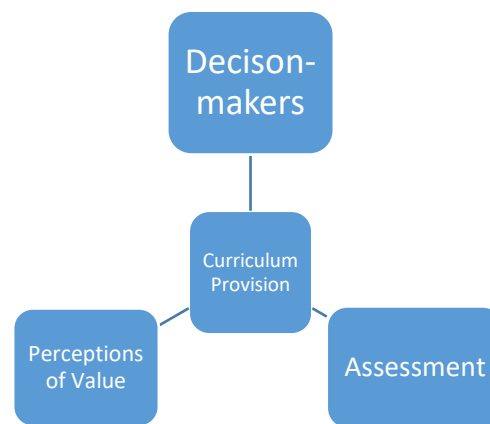 Decison-
makers
Curriculum
Provision
Perceptions
of Value
Assessment